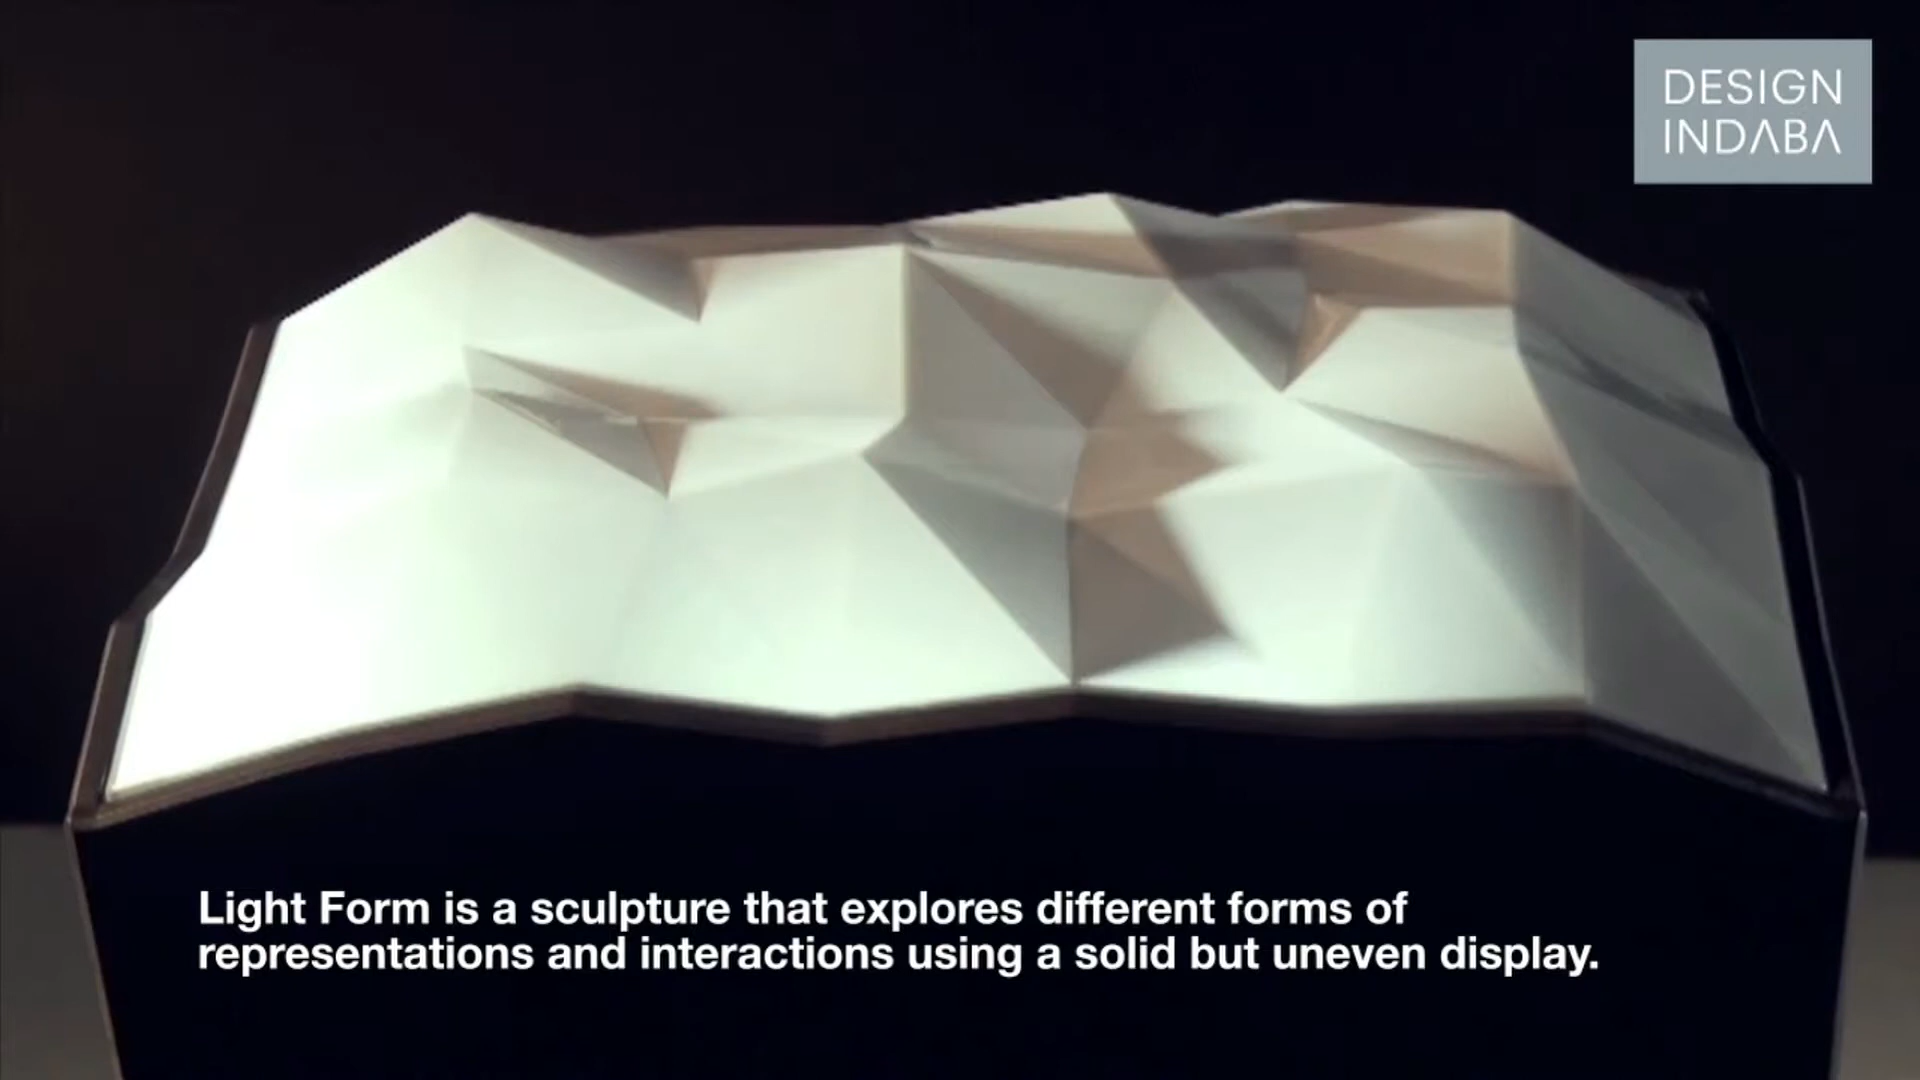 DESIGN
INDABA
Light Form is a sculpture that explores different forms of
representations and interactions using a solid but uneven display.